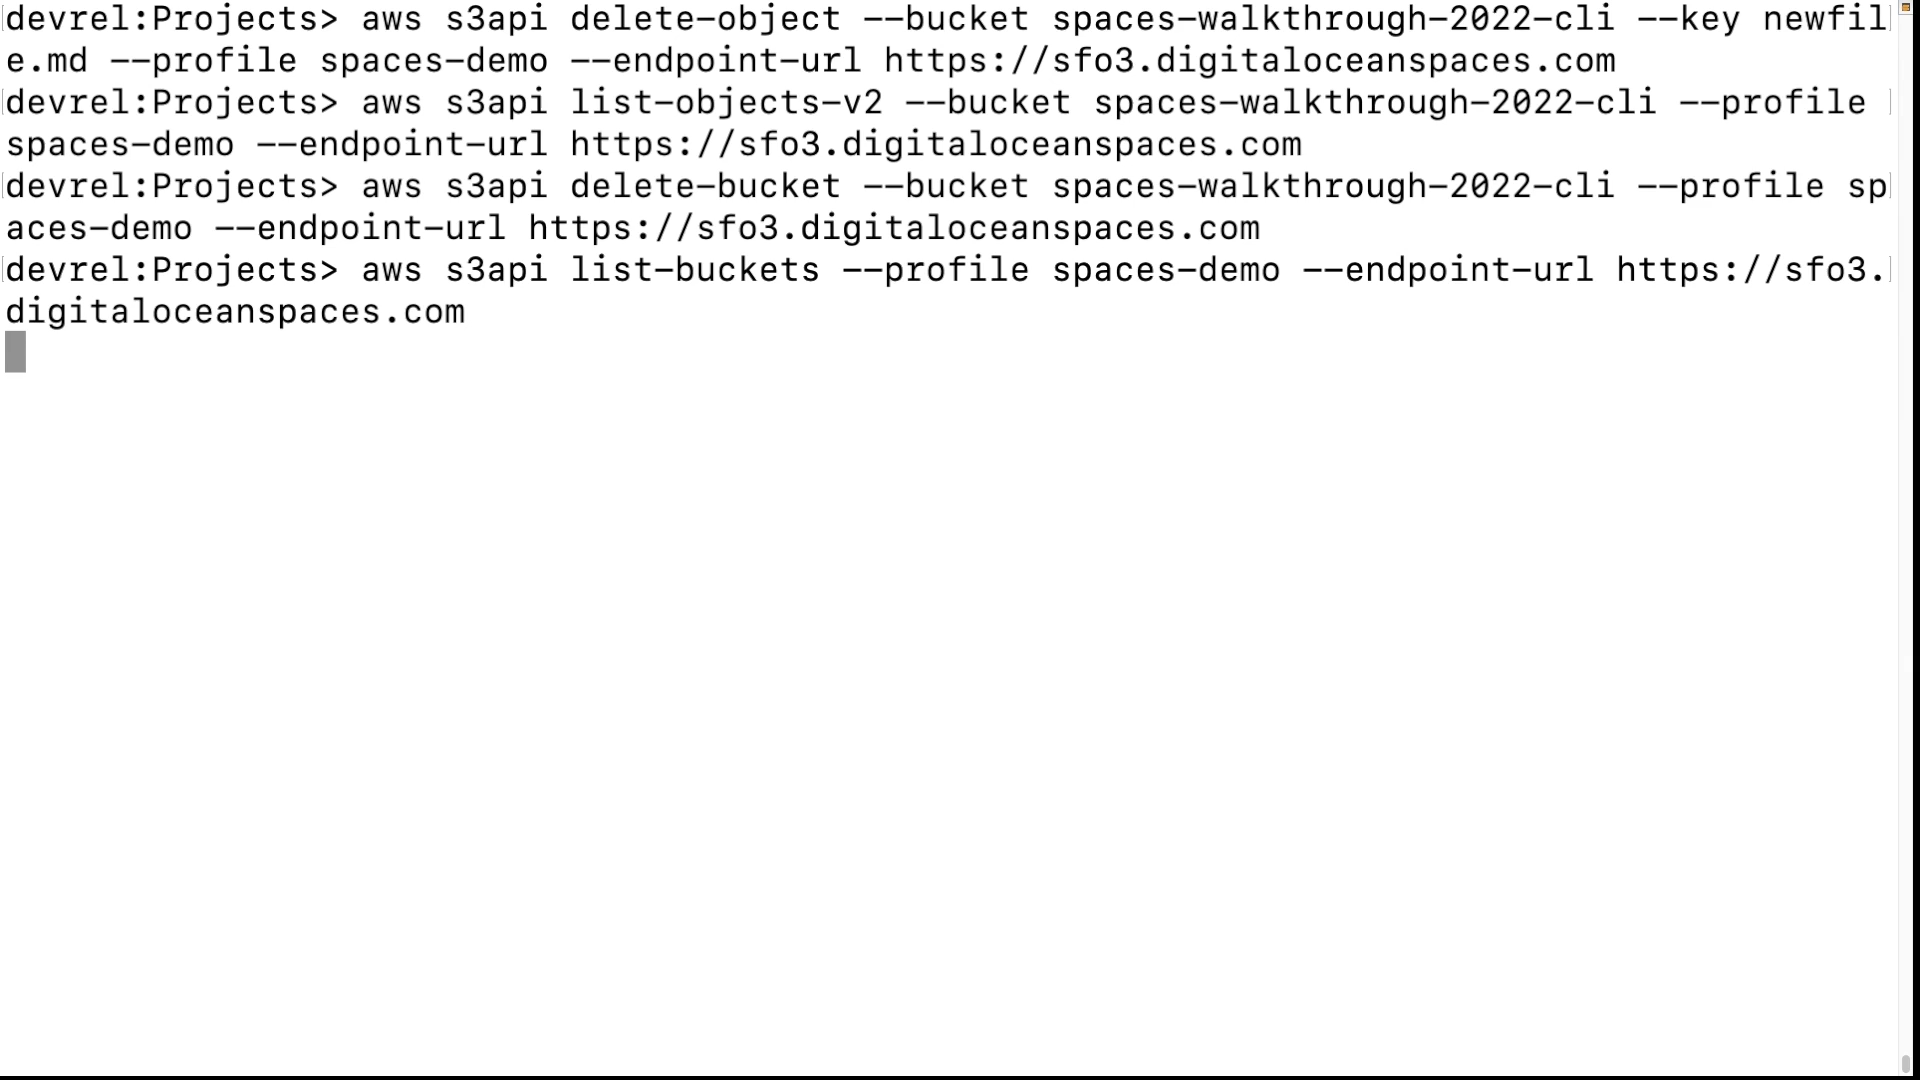 devrel:Projects> aws s3api delete-object --bucket spaces-walkthrough-2022-cli --key newfil
e.md --profile spaces-demo --endpoint-url https://sfo3.digitaloceanspaces.com
devrel:Projects> aws s3api list-objects-v2 --bucket spaces-walkthrough-2022-cli --profile
spaces-demo --endpoint-url https://sfo3.digitaloceanspaces.com
devrel:Projects> aws s3api delete-bucket --bucket spaces-walkthrough-2022-cli --profile sp
aces-demo --endpoint-url https://sfo3.digitaloceanspaces.com
devrel:Projects> aws s3api list-buckets --profile spaces-demo --endpoint-url https://sfo3.
digitaloceanspaces.com